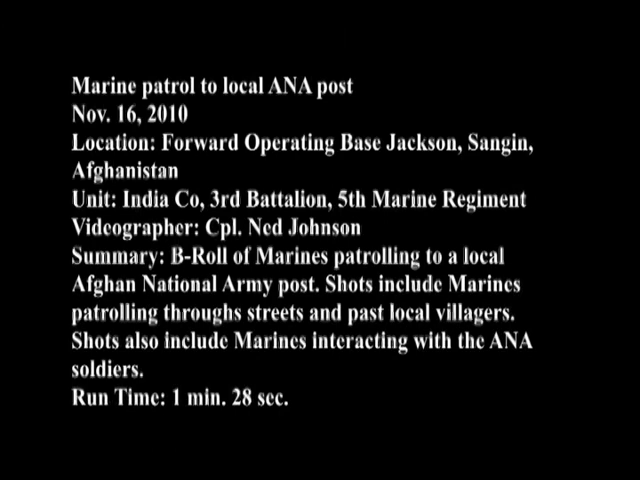 Marine patrol to local ANA post
Nov. 16, 2010
Location: Forward Operating Base Jackson, Sangin,
Afghanistan
Unit: India Co, 3rd Battalion, 5th Marine Regiment
Videographer: Cpl. Ned Johnson
Summary: B-Roll of Marines patrolling to a local
Afghan National Army post. Shots include Marines
patrolling throughs streets and past local villagers.
Shots also include Marines interacting with the ANA
soldiers.
Run Time: 1 min. 28 sec.